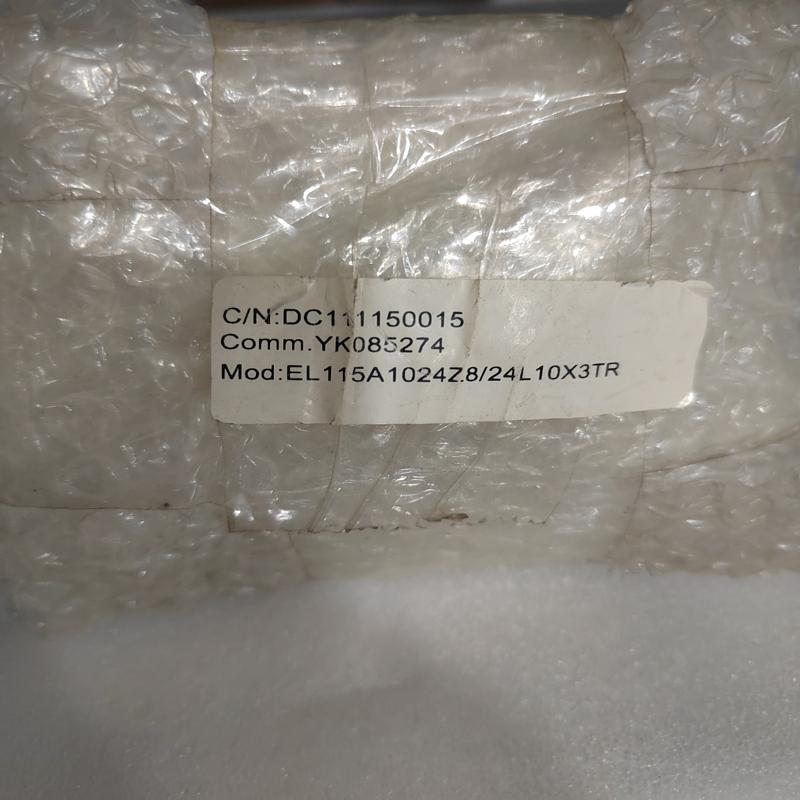 C/N:DC111150015
Comm.YK085274
Mod:EL115A1024Z8/24L10X3TR